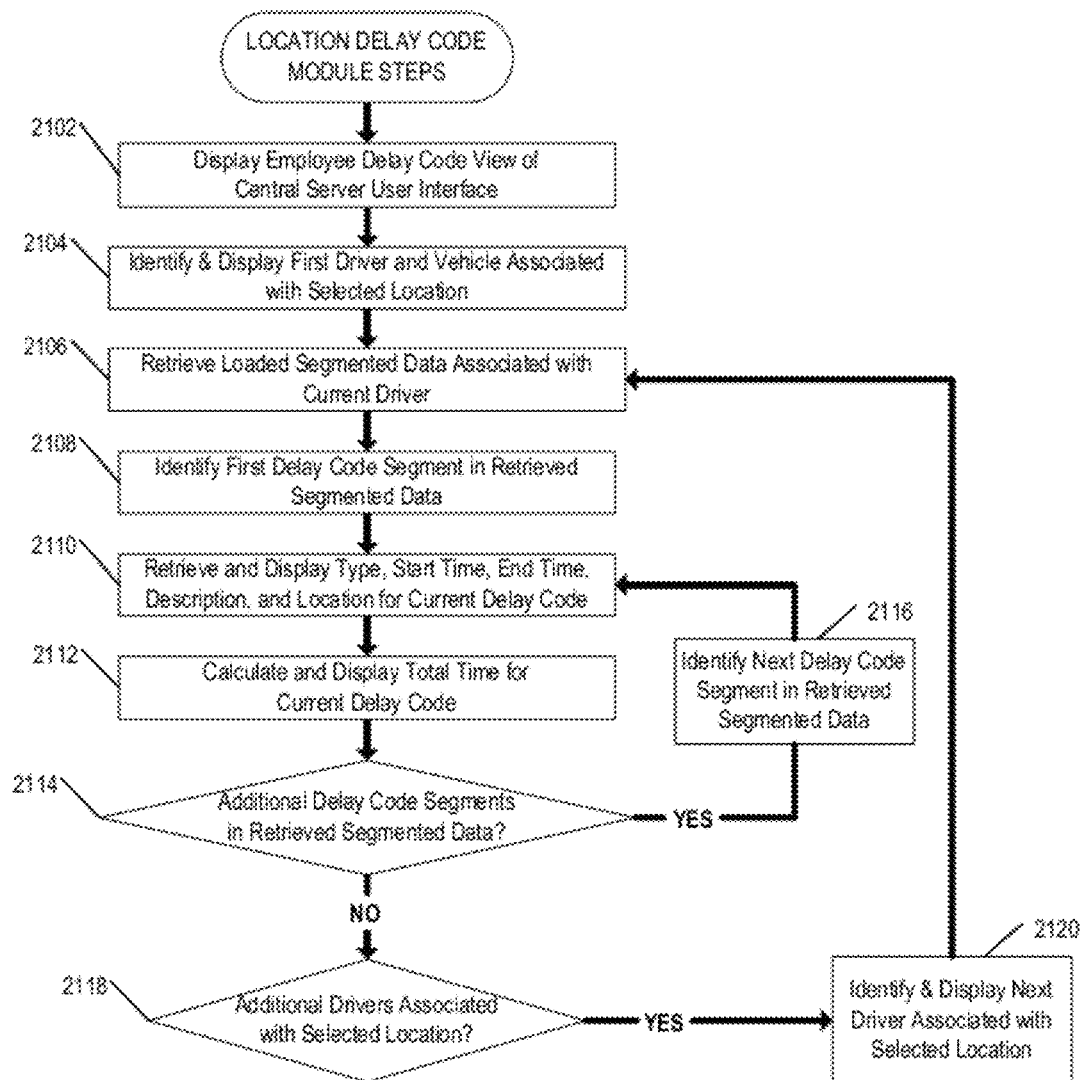 LOCATION DELAY CODE
MODULE STEPS
2102
Display Employee Delay Code View of
Central Server User Interface
2104
Identify & Display First Driver and Vehicle Associated
with Selected Location
2106
Retrieve Loaded Segmented Data Associated with
Current Driver
2108
Identify First Delay Code Segment in Retrieved
Segmented Data
2110
Retrieve and Display Type, Start Time, End Time,
Description, and Location for Current Delay Code
2112
Calculate and Display Total Time for
Current Delay Code
2116
Identify Next Delay Code
Segment in Retrieved
Segmented Data
2114
Additional Delay Code Segments
in Retrieved Segmented Data?
YES
NO
2118
Additional Drivers Associated
with Selected Location?
YES
2120
Identify & Display Next
Driver Associated with
Selected Location